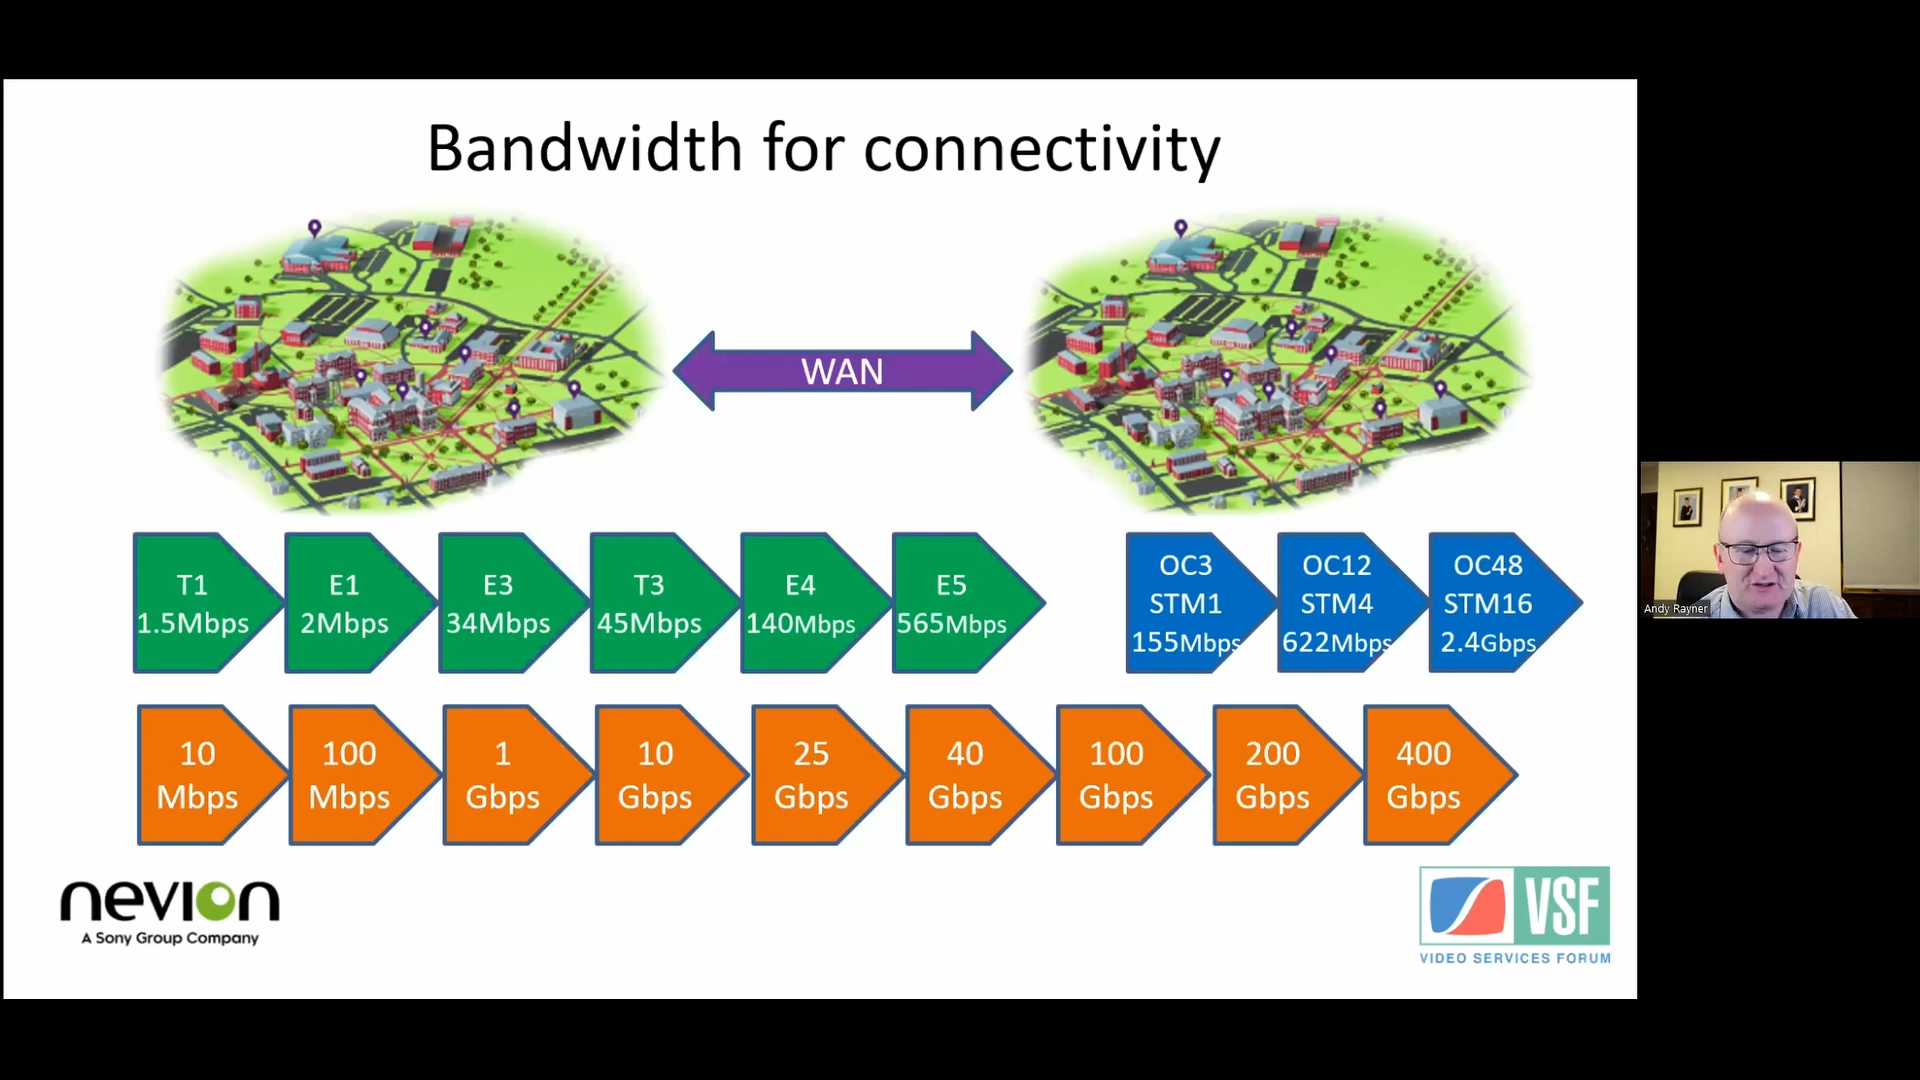 Bandwidth for connectivity
WAN
T1
1.5Mbps
E1
2Mbps
E3
34Mbps
T3
45Mbps
E4
140Mbps
E5
565Mbps
OC3
STM1
155Mbps
OC12
STM4
622Mbps
OC48
STM16
2.4Gbps
10
Mbps
100
Mbps
1
Gbps
10
Gbps
25
Gbps
40
Gbps
100
Gbps
200
Gbps
400
Gbps
nevion
A Sony Group Company
VSF
VIDEO SERVICES FORUM
Andy Rayner